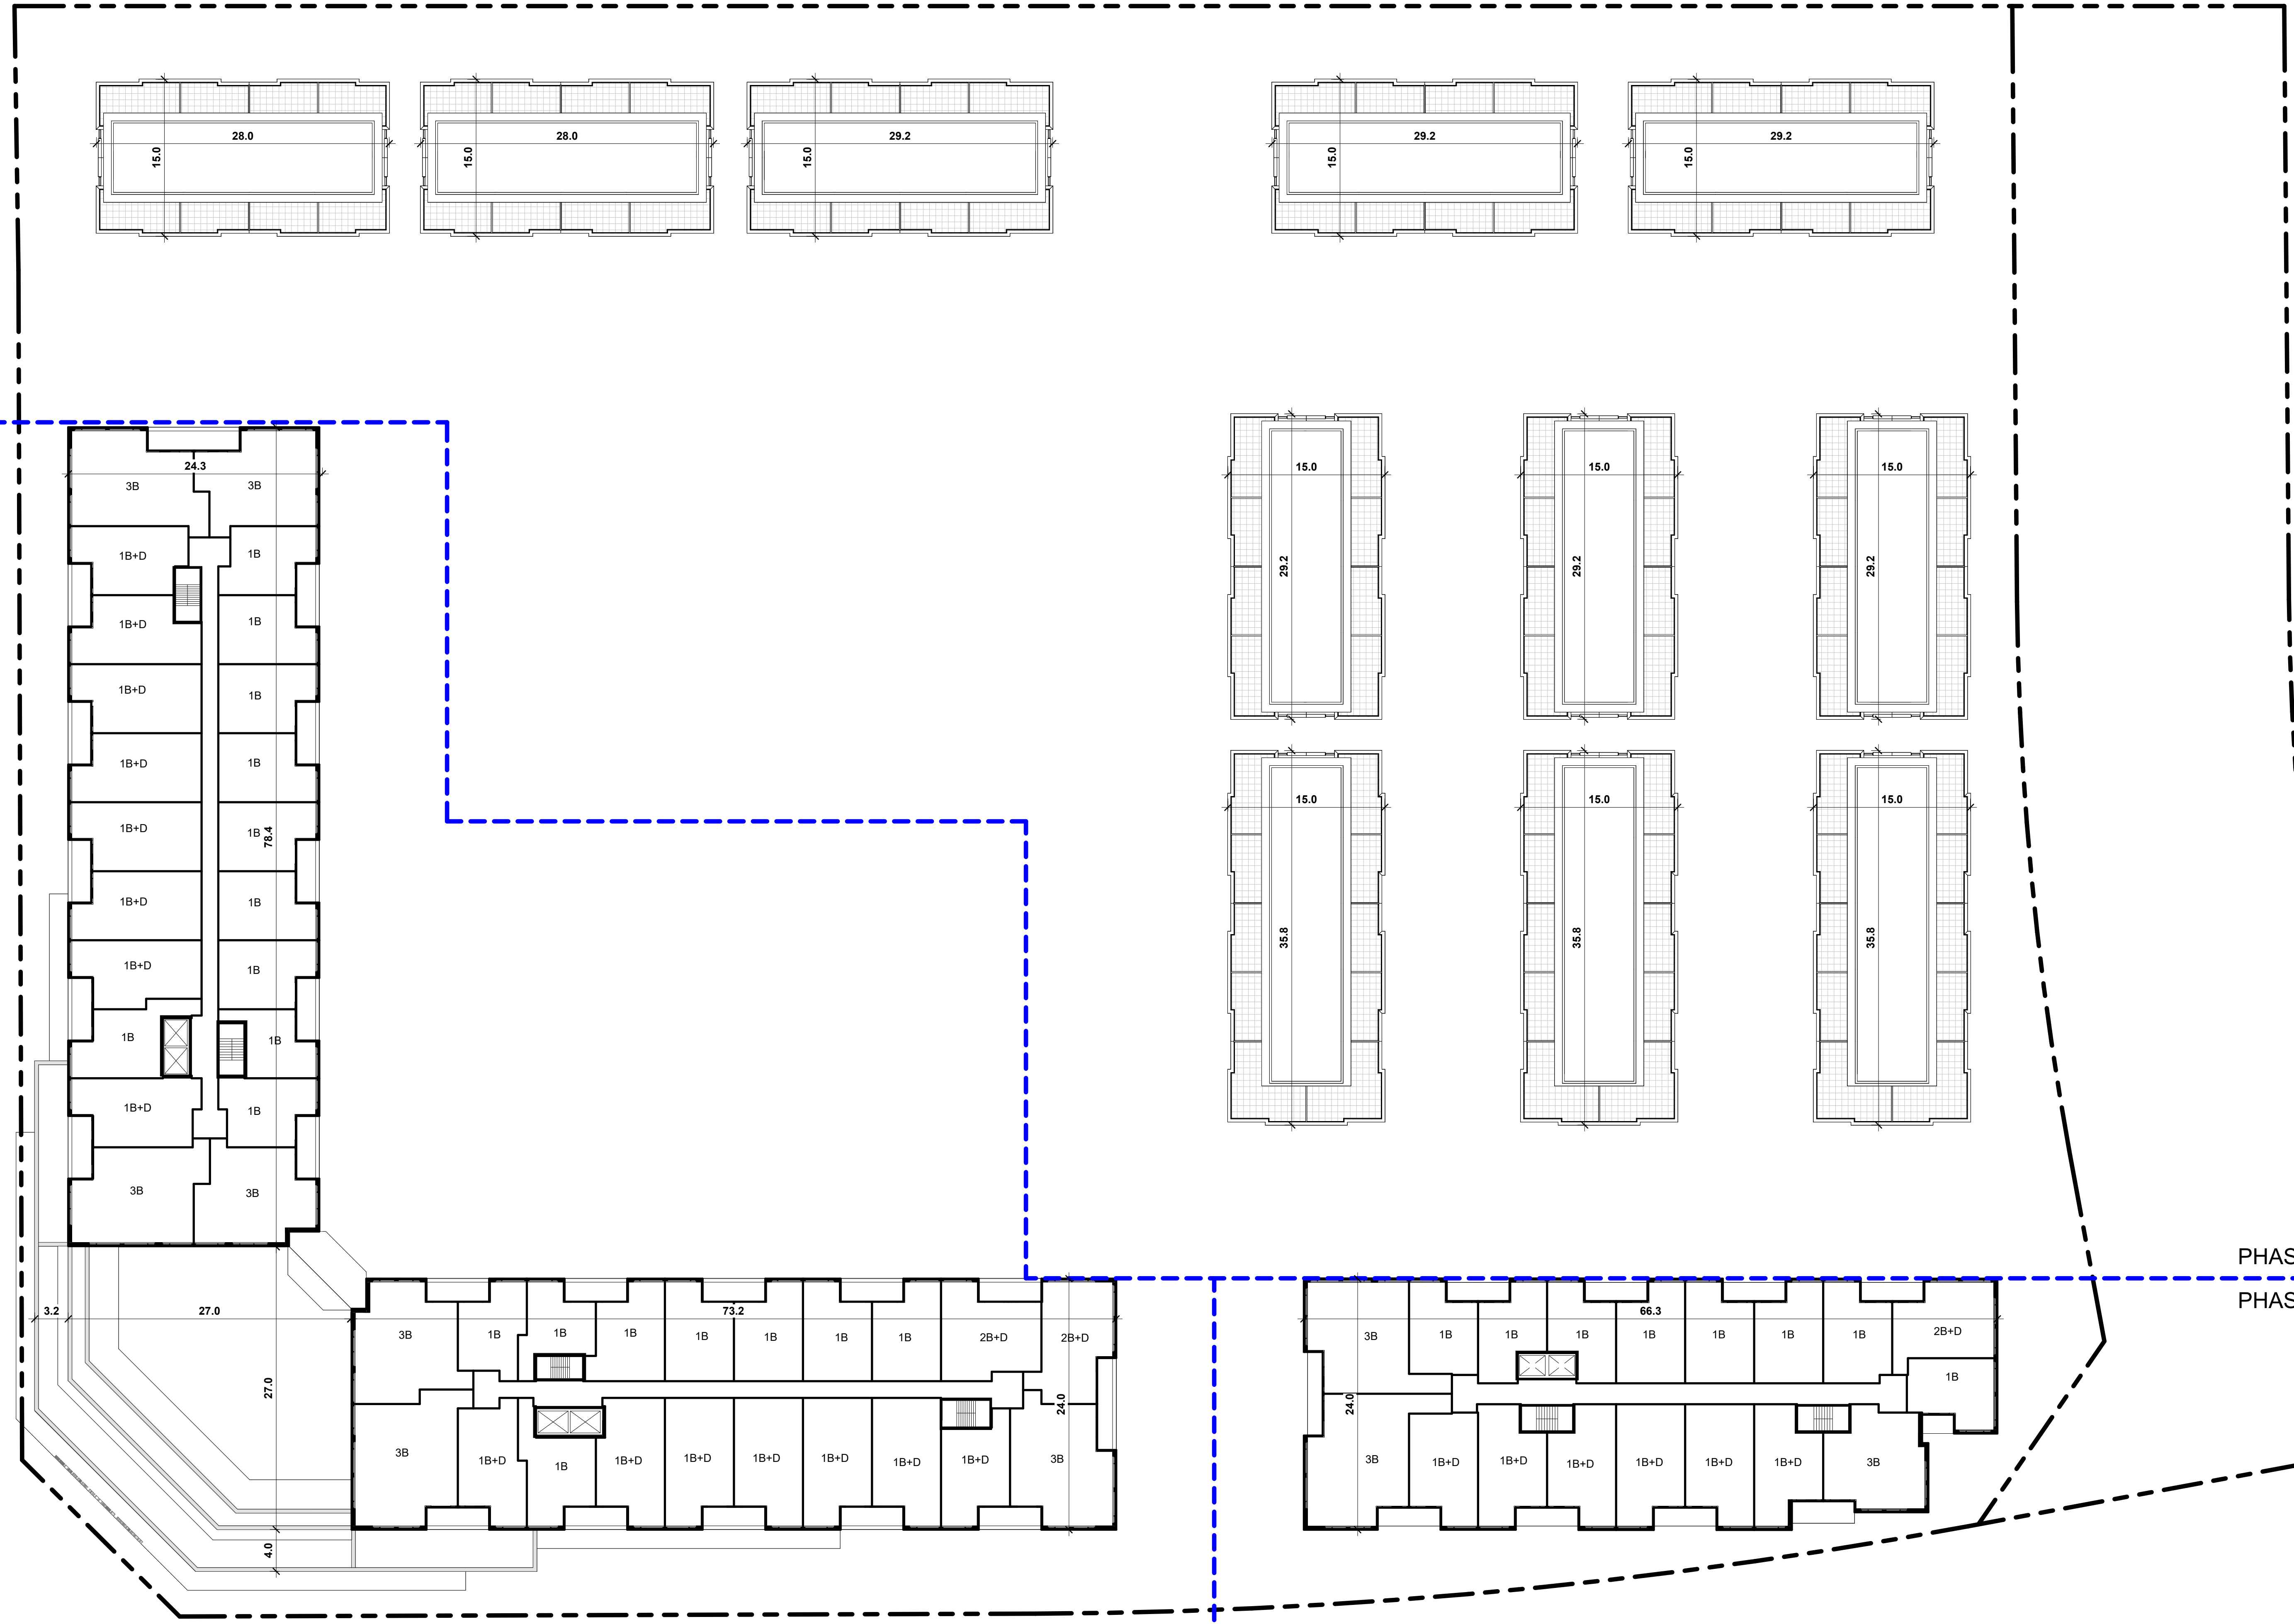 28.0 28.0 29.2 29.2 29.2
15.0 15.0 15.0 15.0 15.0
24.3 15.0 15.0 15.0
3B 3B
1B+D 1B 29.2 29.2 29.2
1B+D 1B
1B+D 1B
1B+D 1B 15.0 15.0 15.0
1B+D 1B 78.4
1B+D 1B 35.8 35.8 35.8
1B+D 1B
1B 1B
1B+D 1B
3B 3B
PHAS
PHAS
3.2 27.0 73.2 66.3
3B 1B 1B 1B 1B 1B 1B 1B 2B+D 2B+D 3B 1B 1B 1B 1B 1B 1B 1B 2B+D
1B
27.0 24.0 24.0
3B 1B+D 1B 1B+D 1B+D 1B+D 1B+D 1B+D 1B+D 3B 3B 1B+D 1B+D 1B+D 1B+D 1B+D 1B+D 3B
4.0